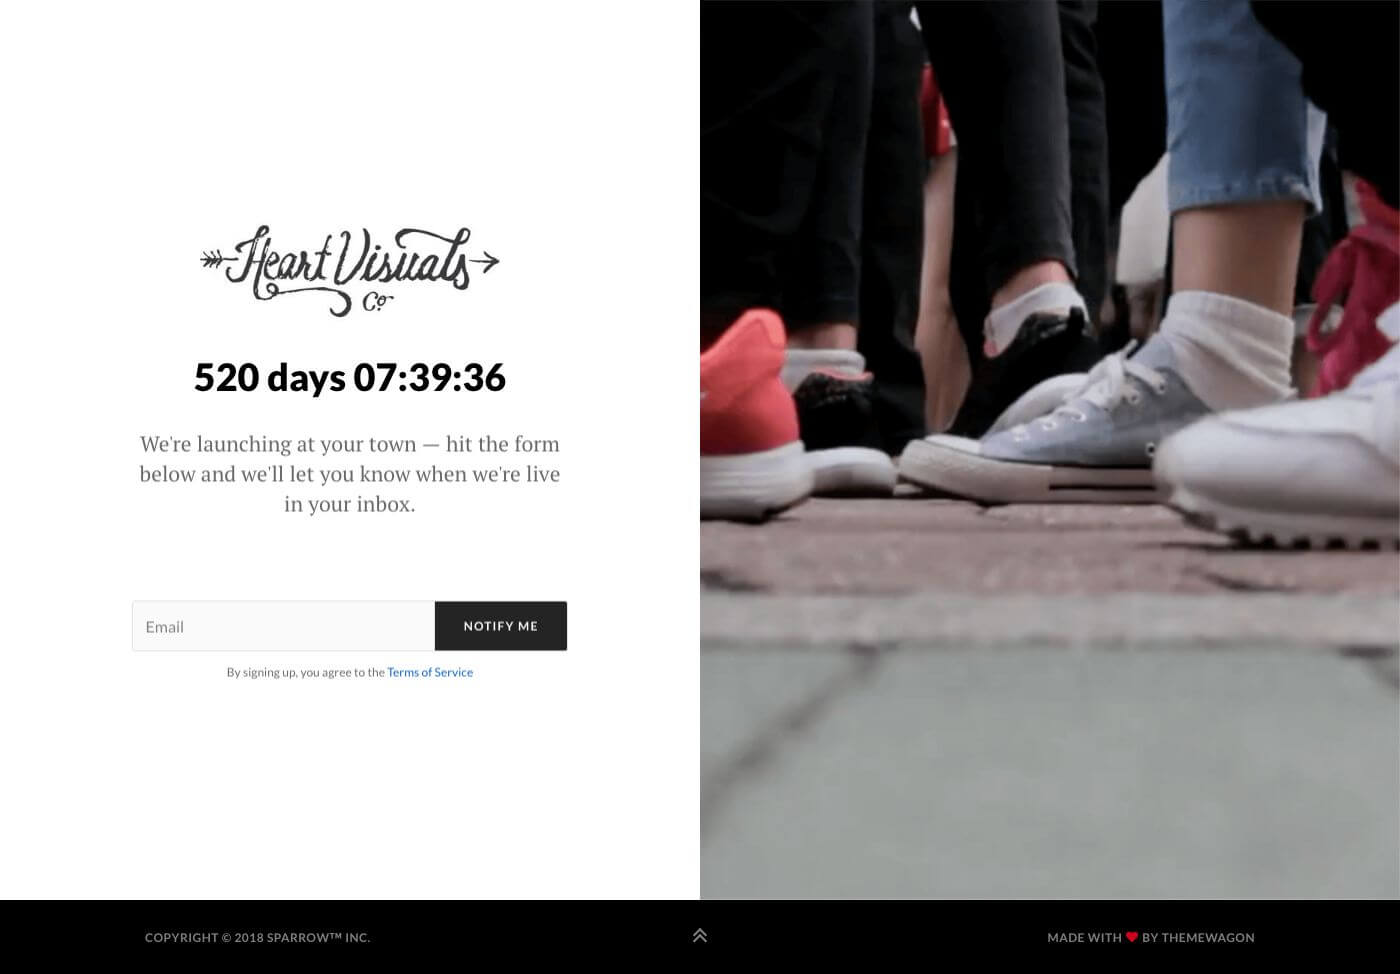 Heart Visuals
Co
520 days 07:39:36
We're launching at your town — hit the form
below and we'll let you know when we're live
in your inbox.
Email
NOTIFY ME
By signing up, you agree to the Terms of Service
COPYRIGHT © 2018 SPARROW™ INC.
MADE WITH ❤ BY THEMEWAGON